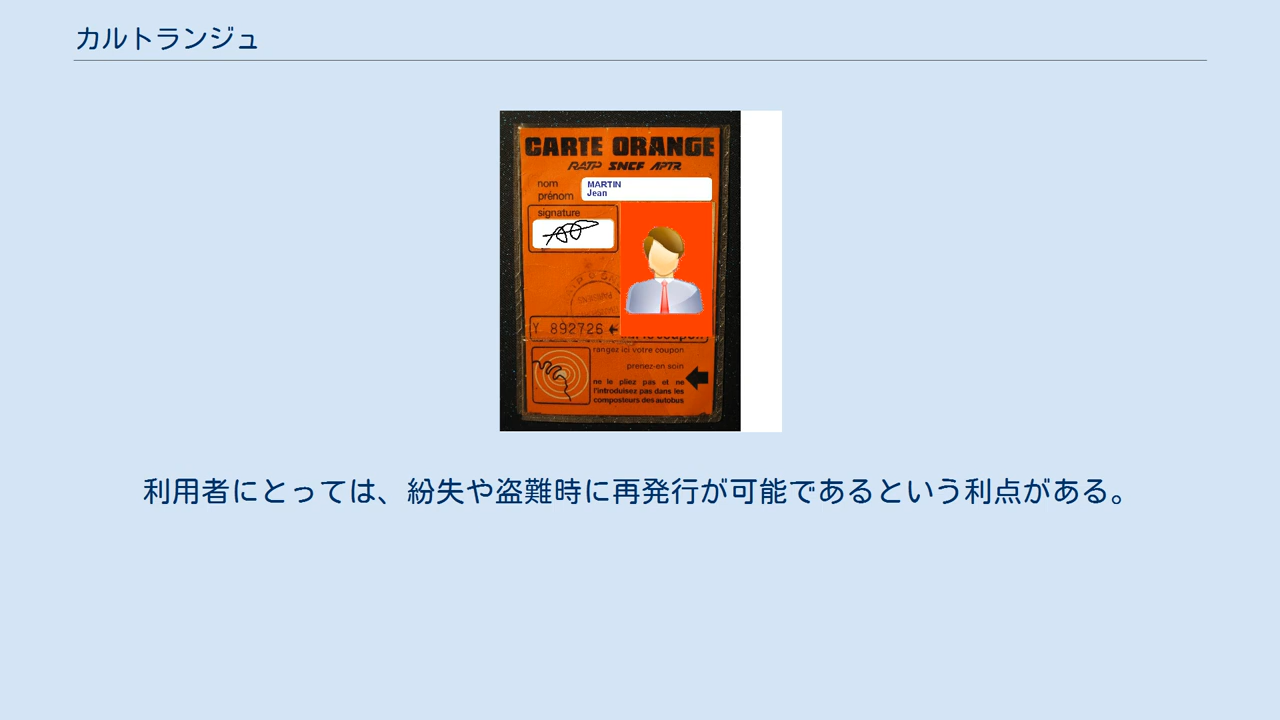 カルトランジュ
CARTE ORANGE
RATP SNCF APTR
nom
prénom
MARTIN
Jean
signature
Y 892726
rangez ici votre coupon
prenez-en soin
ne le pliez pas et ne
l'introduisez pas dans les
composteurs des autobus
利用者にとっては、紛失や盗難時に再発行が可能であるという利点がある。